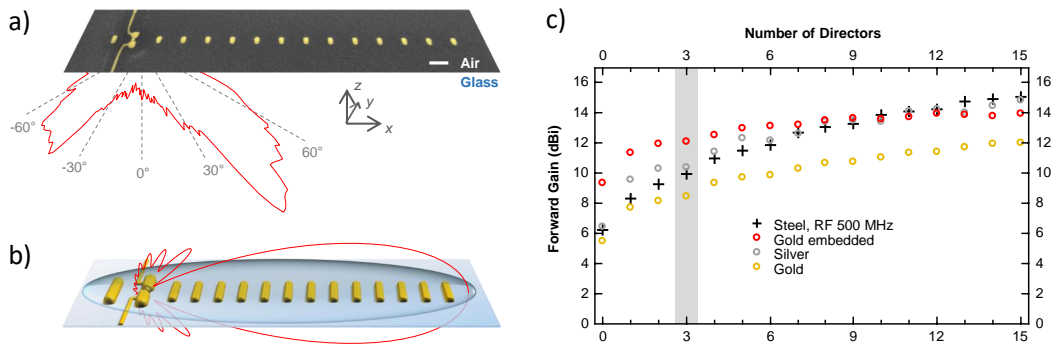 a)
Air
Glass
z
y
x
-60°
-30°
0°
30°
60°
b)
c)
Number of Directors
0 3 6 9 12 15
Forward Gain (dBi)
16 16
14 14
12 12
10 10
8 8
6 6
4 4
2 2
0 0
Steel, RF 500 MHz
Gold embedded
Silver
Gold
0 3 6 9 12 15